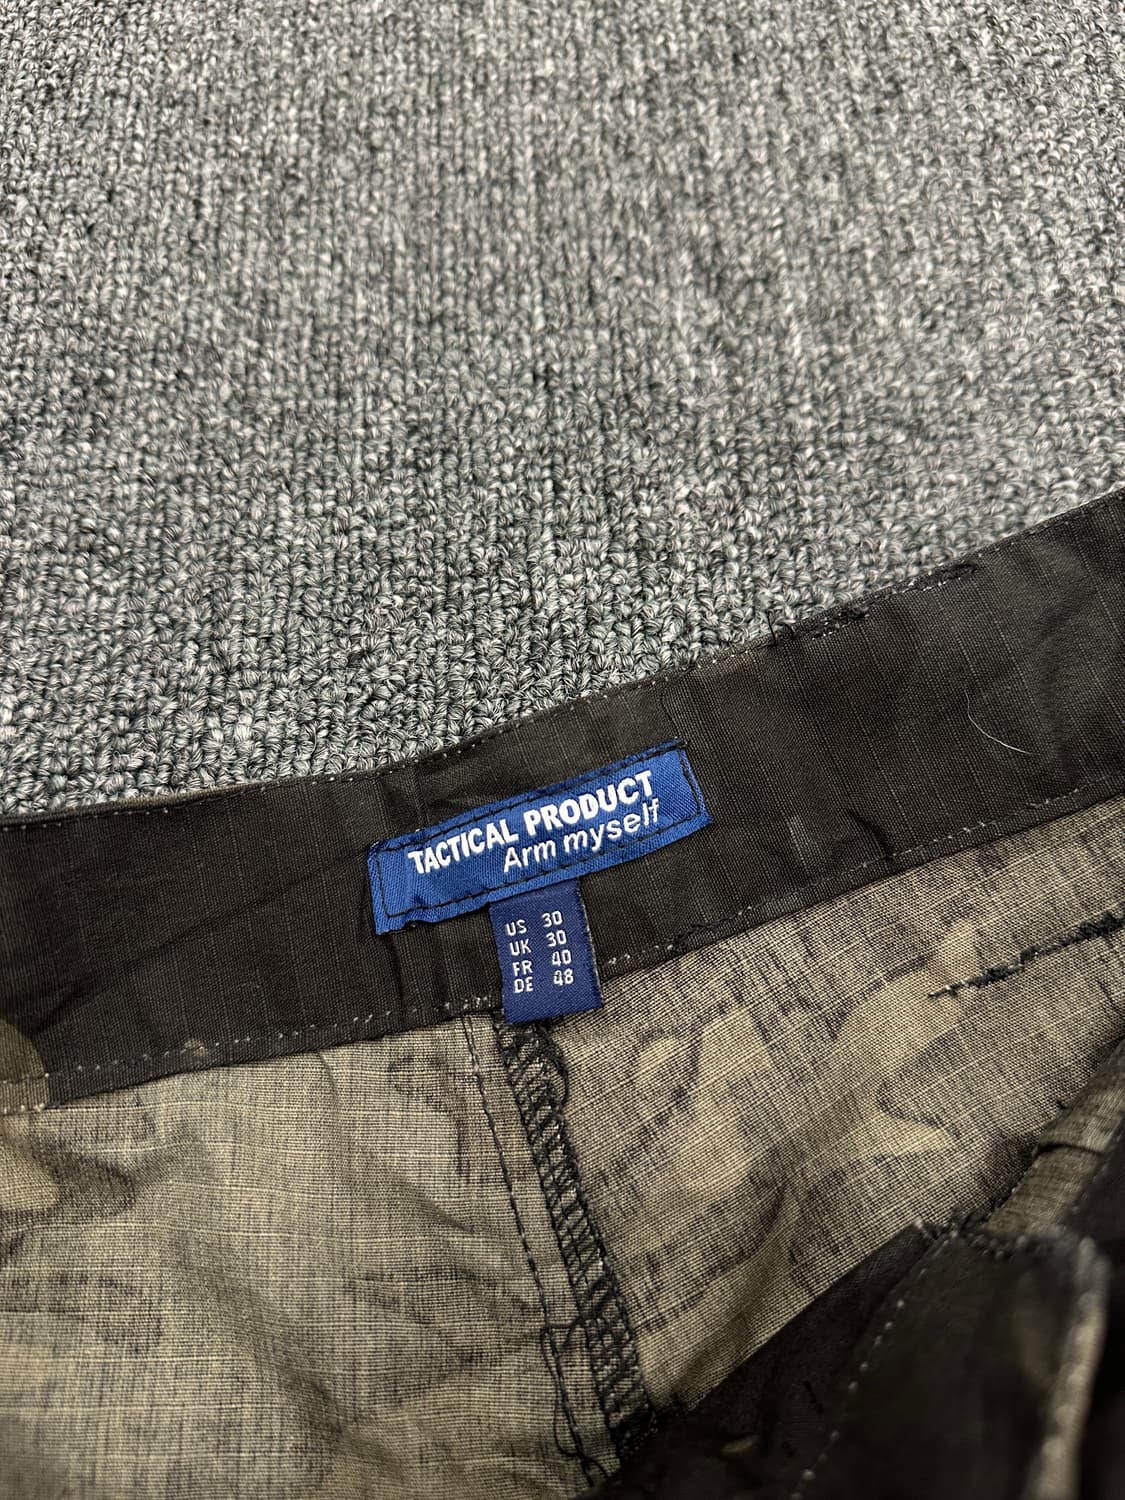 TACTICAL PRODUCT
Arm myself
US 30
UK 30
FR 40
DE 48